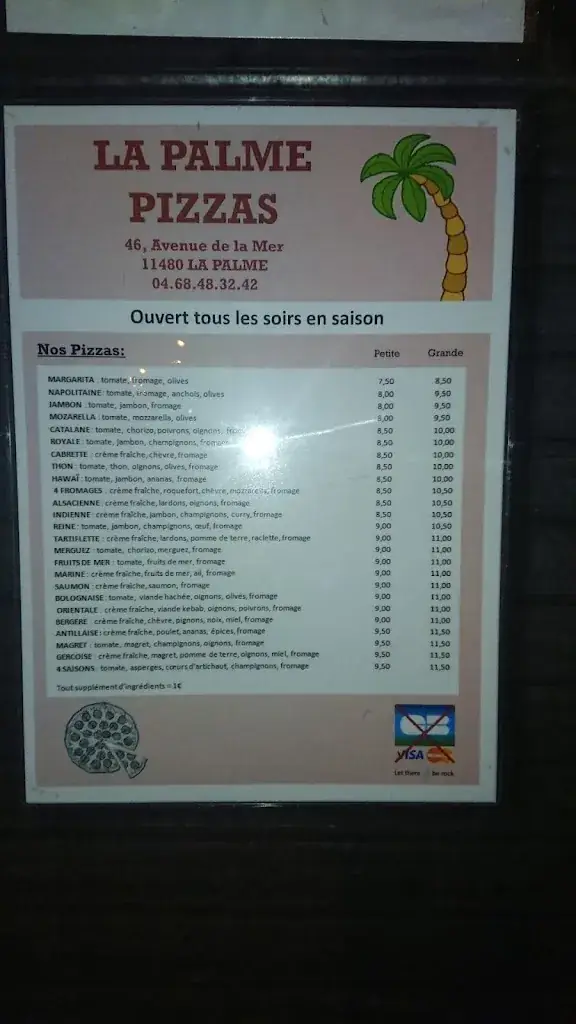 LA PALME
PIZZAS
46, Avenue de la Mer
11480 LA PALME
04.68.48.32.42
Ouvert tous les soirs en saison
Nos Pizzas: Petite Grande
MARGARITA : tomate, fromage, olives 7,50 8,50
NAPOLITAINE: tomate, fromage, anchois, olives 8,00 9,50
JAMBON : tomate, jambon, fromage 8,00 9,50
MOZARELLA : tomate, mozzarella, olives 8,00 9,50
CATALANE: tomate, chorizo, poivrons, oignons, 8,50 10,00
ROYALE : tomate, jambon, champignons, fromage 8,50 10,00
CABRETTE : crème fraîche, chèvre, fromage 8,50 10,00
THON : tomate, thon, oignons, olives, fromage 8,50 10,00
HAWAÏ : tomate, jambon, ananas, fromage 8,50 10,00
4 FROMAGES : crème fraîche, roquefort, chèvre, mozzarella, fromage 8,50 10,50
ALSACIENNE : crème fraîche, lardons, oignons, fromage 8,50 10,50
INDIENNE : crème fraîche, jambon, champignons, curry, fromage 8,50 10,50
REINE : tomate, jambon, champignons, œuf, fromage 9,00 10,50
TARTIFLETTE : crème fraîche, lardons, pomme de terre, raclette, fromage 9,00 11,00
MERGUEZ : tomate, chorizo, merguez, fromage 9,00 11,00
FRUITS DE MER : tomate, fruits de mer, fromage 9,00 11,00
MARINE : crème fraîche, fruits de mer, ail, fromage 9,00 11,00
SAUMON : crème fraîche, saumon, fromage 9,00 11,00
BOLOGNAISE : tomate, viande hachée, oignons, olives, fromage 9,00 11,00
ORIENTALE : crème fraîche, viande kebab, oignons, poivrons, fromage 9,00 11,00
BERGERE : crème fraîche, chèvre, pignons, noix, miel, fromage 9,00 11,00
ANTILLAISE : crème fraîche, poulet, ananas, épices, fromage 9,50 11,50
MAGRET : tomate, magret, champignons, oignons, fromage 9,50 11,50
GERCOISE : crème fraîche, magret, pomme de terre, oignons, miel, fromage 9,50 11,50
4 SAISONS : tomate, asperges, cœurs d'artichaut, champignons, fromage 9,50 11,50
Tout supplément d'ingrédients = 1€
CB
VISA